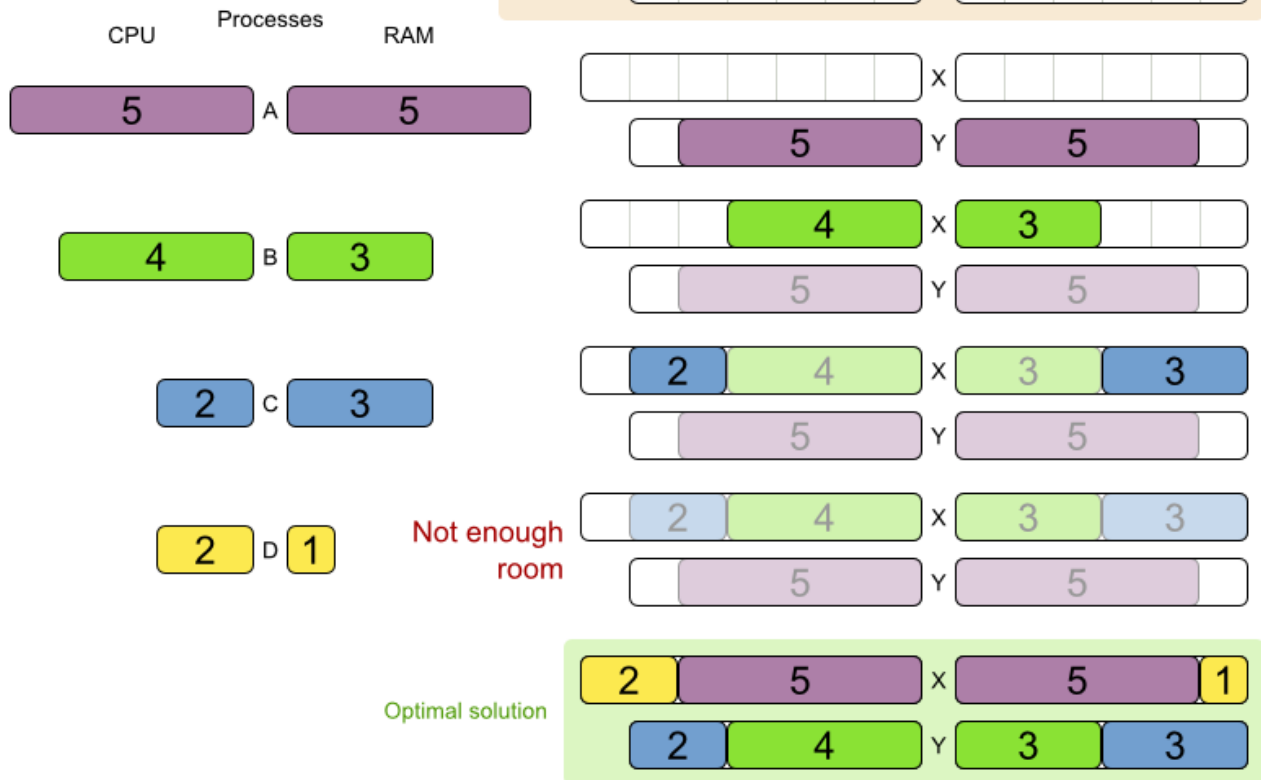 Processes
CPU RAM
X
5 A 5
5 Y 5
4 X 3
4 B 3
5 Y 5
2 4 X 3 3
2 C 3
5 Y 5
2 4 X 3 3
Not enough
room
2 D 1
5 Y 5
2 5 X 5 1
Optimal solution
2 4 Y 3 3